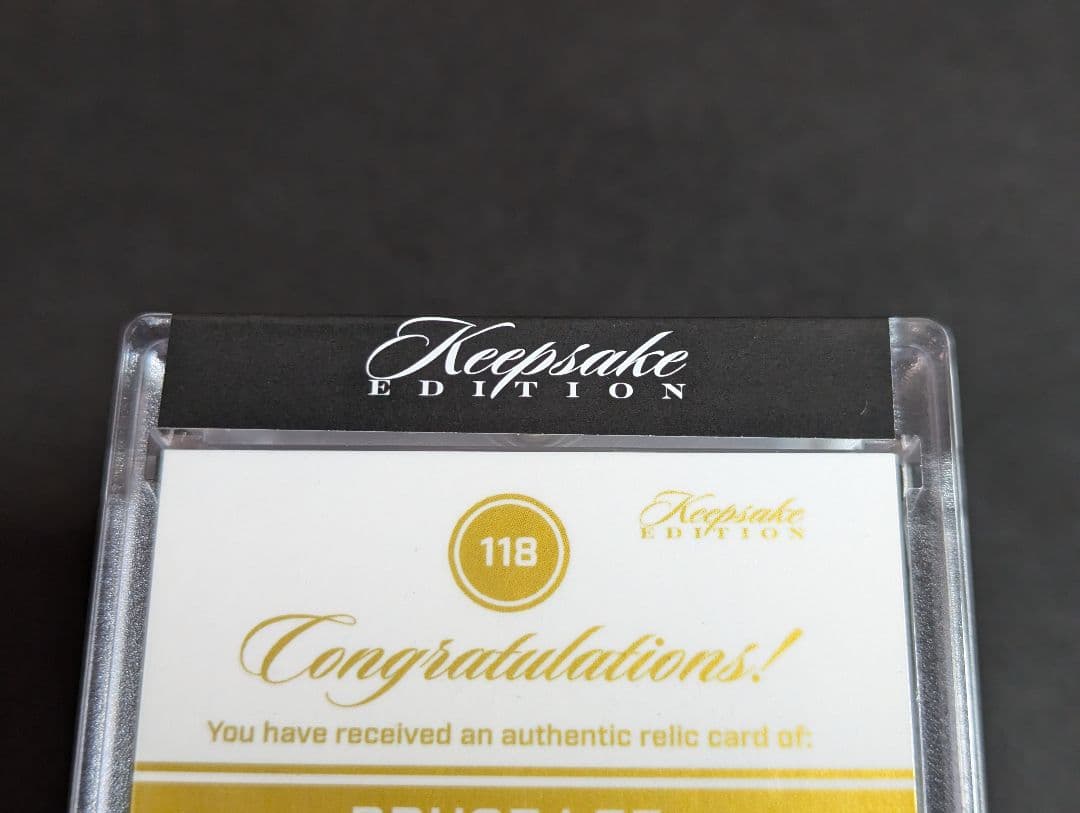 Keepsake
EDITION
118
Keepsake
EDITION
Congratulations!
You have received an authentic relic card of: